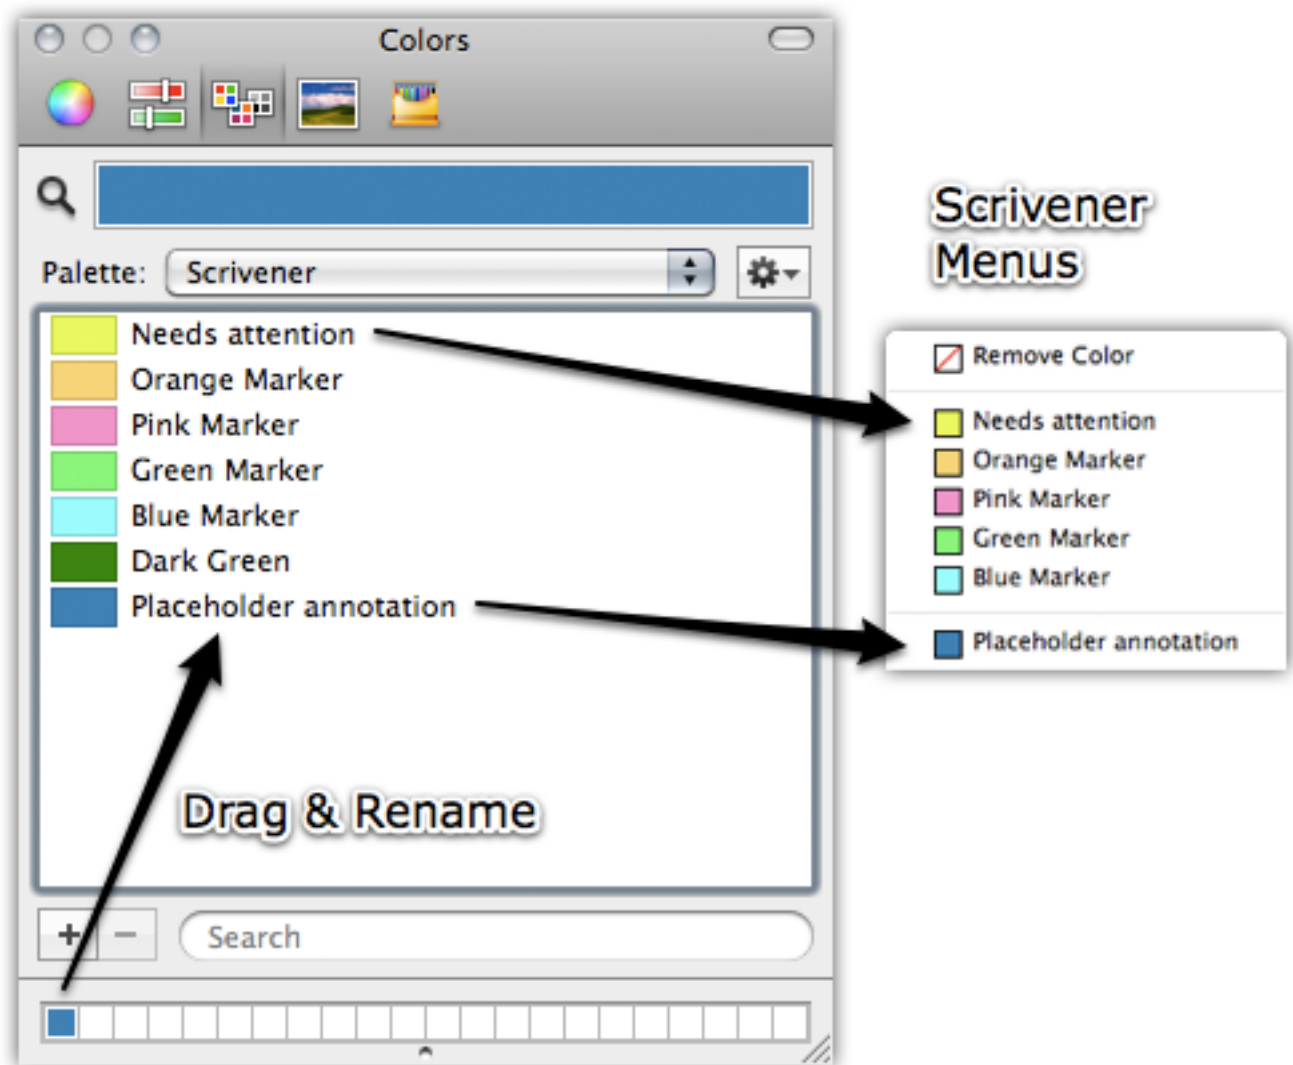 Colors
Palette:
Scrivener
Needs attention
Orange Marker
Pink Marker
Green Marker
Blue Marker
Dark Green
Placeholder annotation
Drag & Rename
Search
Scrivener
Menus
Remove Color
Needs attention
Orange Marker
Pink Marker
Green Marker
Blue Marker
Placeholder annotation